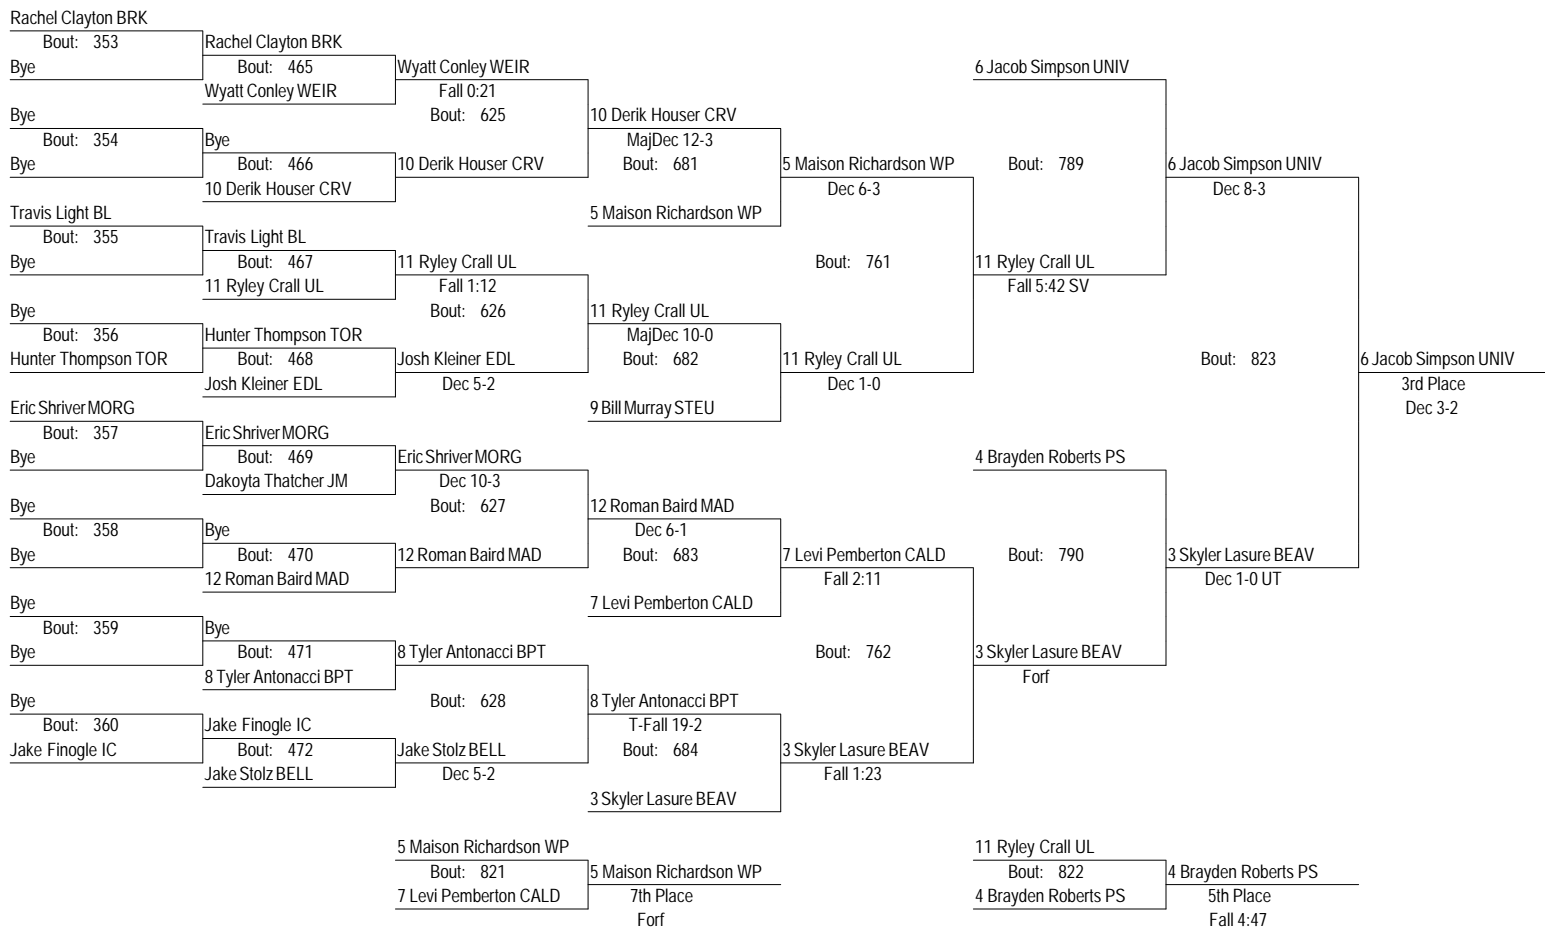 Rachel Clayton BRK
Bout: 353
Bye
Bye
Bout: 354
Bye
Travis Light BL
Bout: 355
Bye
Bye
Bout: 356
Hunter Thompson TOR
Eric Shriver MORG
Bout: 357
Bye
Bye
Bout: 358
Bye
Bye
Bout: 359
Bye
Bye
Bout: 360
Jake Finogle IC
Rachel Clayton BRK
Bout: 465
Wyatt Conley WEIR
Bye
Bout: 466
10 Derik Houser CRV
Travis Light BL
Bout: 467
11 Ryley Crall UL
Hunter Thompson TOR
Bout: 468
Josh Kleiner EDL
Eric Shriver MORG
Bout: 469
Dakoyta Thatcher JM
Bye
Bout: 470
12 Roman Baird MAD
Bye
Bout: 471
8 Tyler Antonacci BPT
Jake Finogle IC
Bout: 472
Jake Stolz BELL
Wyatt Conley WEIR
Fall 0:21
Bout: 625
10 Derik Houser CRV
11 Ryley Crall UL
Fall 1:12
Bout: 626
Josh Kleiner EDL
Dec 5-2
Eric Shriver MORG
Dec 10-3
Bout: 627
12 Roman Baird MAD
8 Tyler Antonacci BPT
Bout: 628
Jake Stolz BELL
Dec 5-2
10 Derik Houser CRV
MajDec 12-3
Bout: 681
5 Maison Richardson WP
11 Ryley Crall UL
MajDec 10-0
Bout: 682
9 Bill Murray STEU
12 Roman Baird MAD
Dec 6-1
Bout: 683
7 Levi Pemberton CALD
8 Tyler Antonacci BPT
T-Fall 19-2
Bout: 684
3 Skyler Lasure BEAV
5 Maison Richardson WP
Dec 6-3
Bout: 761
11 Ryley Crall UL
Dec 1-0
7 Levi Pemberton CALD
Fall 2:11
Bout: 762
3 Skyler Lasure BEAV
Fall 1:23
6 Jacob Simpson UNIV
Bout: 789
11 Ryley Crall UL
Fall 5:42 SV
4 Brayden Roberts PS
Bout: 790
3 Skyler Lasure BEAV
Forf
6 Jacob Simpson UNIV
Dec 8-3
Bout: 823
3 Skyler Lasure BEAV
Dec 1-0 UT
6 Jacob Simpson UNIV
3rd Place
Dec 3-2
5 Maison Richardson WP
Bout: 821
7 Levi Pemberton CALD
5 Maison Richardson WP
7th Place
Forf
11 Ryley Crall UL
Bout: 822
4 Brayden Roberts PS
4 Brayden Roberts PS
5th Place
Fall 4:47